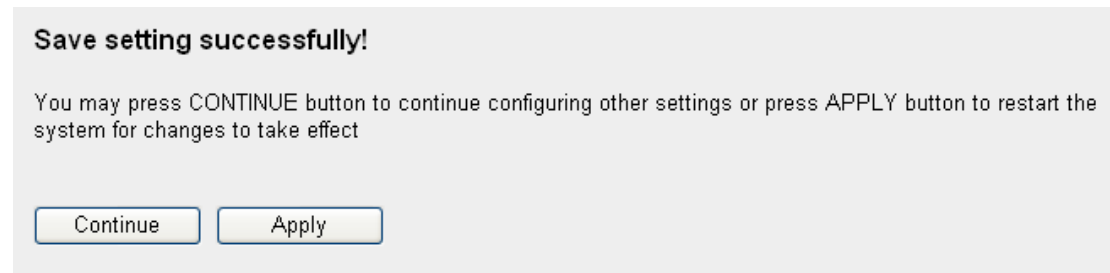 Save setting successfully!
You may press CONTINUE button to continue configuring other settings or press APPLY button to restart the
system for changes to take effect
Continue Apply